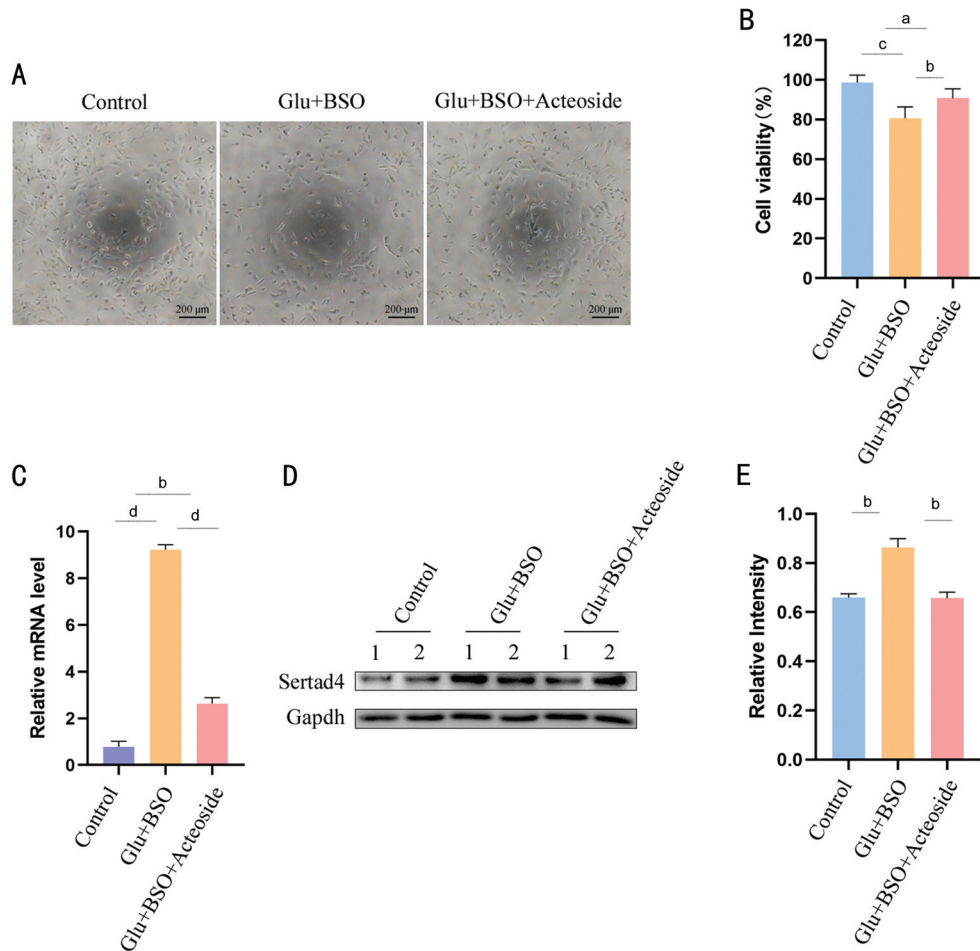 A
Control
Glu+BSO
Glu+BSO+Acteoside
200 μm
200 μm
200 μm
B
a
c
b
Cell viability (%)
120
100
80
60
40
20
0
Control
Glu+BSO
Glu+BSO+Acteoside
C
b
d
d
Relative mRNA level
10
8
6
4
2
0
Control
Glu+BSO
Glu+BSO+Acteoside
D
Control
Glu+BSO
Glu+BSO+Acteoside
1 2 1 2 1 2
Sertad4
Gapdh
E
b
b
Relative Intensity
1.0
0.8
0.6
0.4
0.2
0.0
Control
Glu+BSO
Glu+BSO+Acteoside